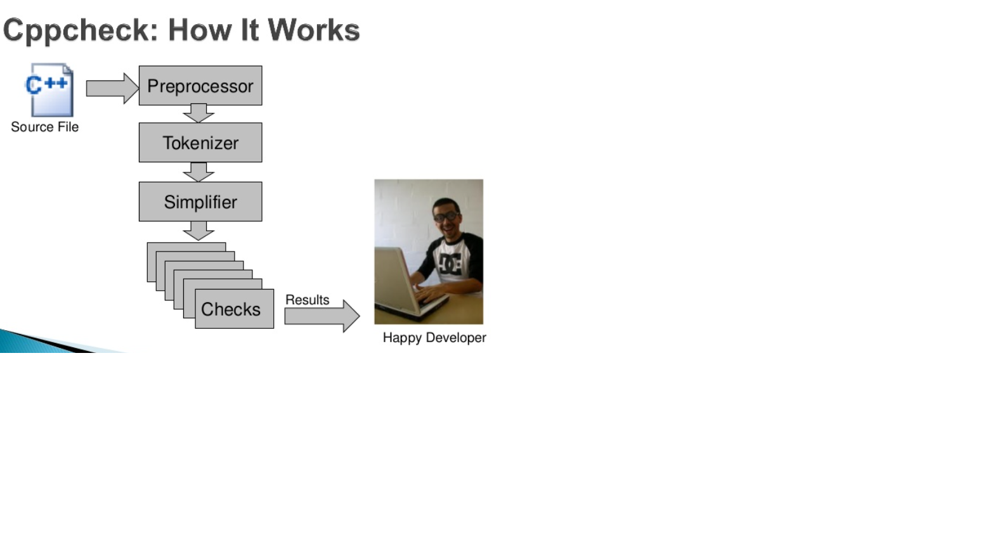 Cppcheck: How It Works
C++
Source File
Preprocessor
Tokenizer
Simplifier
Checks
Results
Happy Developer